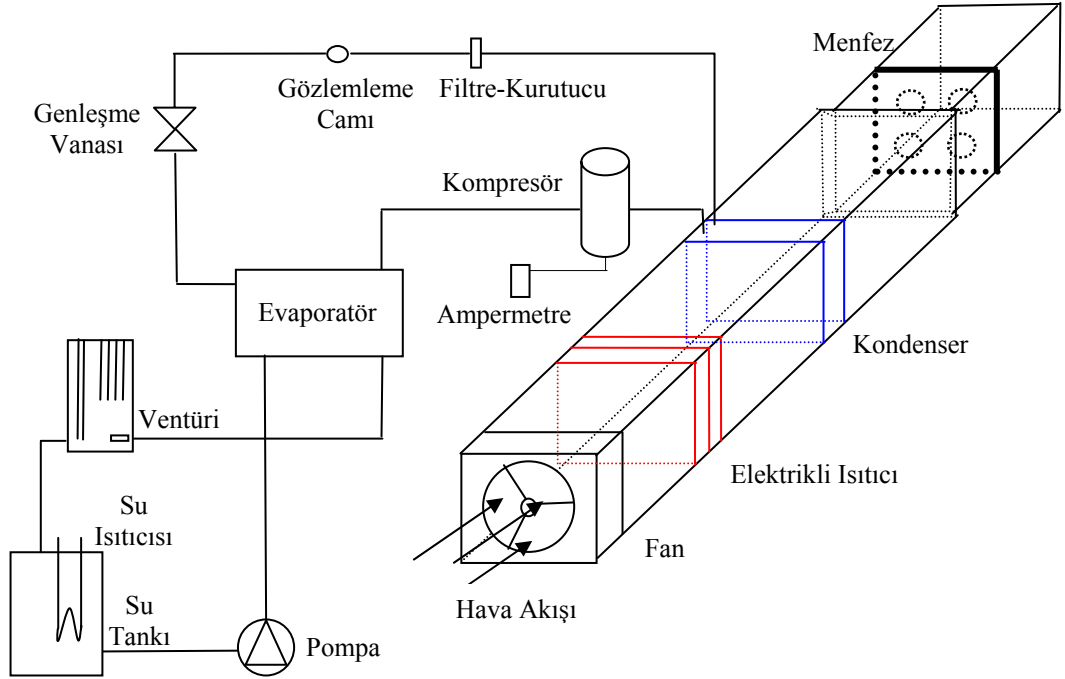 Menfez
Gözlemleme
Camı
Filtre-Kurutucu
Genleşme
Vanası
Kompresör
Evaporatör
Ampermetre
Kondenser
Ventüri
Elektrikli Isıtıcı
Su
Isıtıcısı
Fan
Hava Akışı
Su
Tankı
Pompa